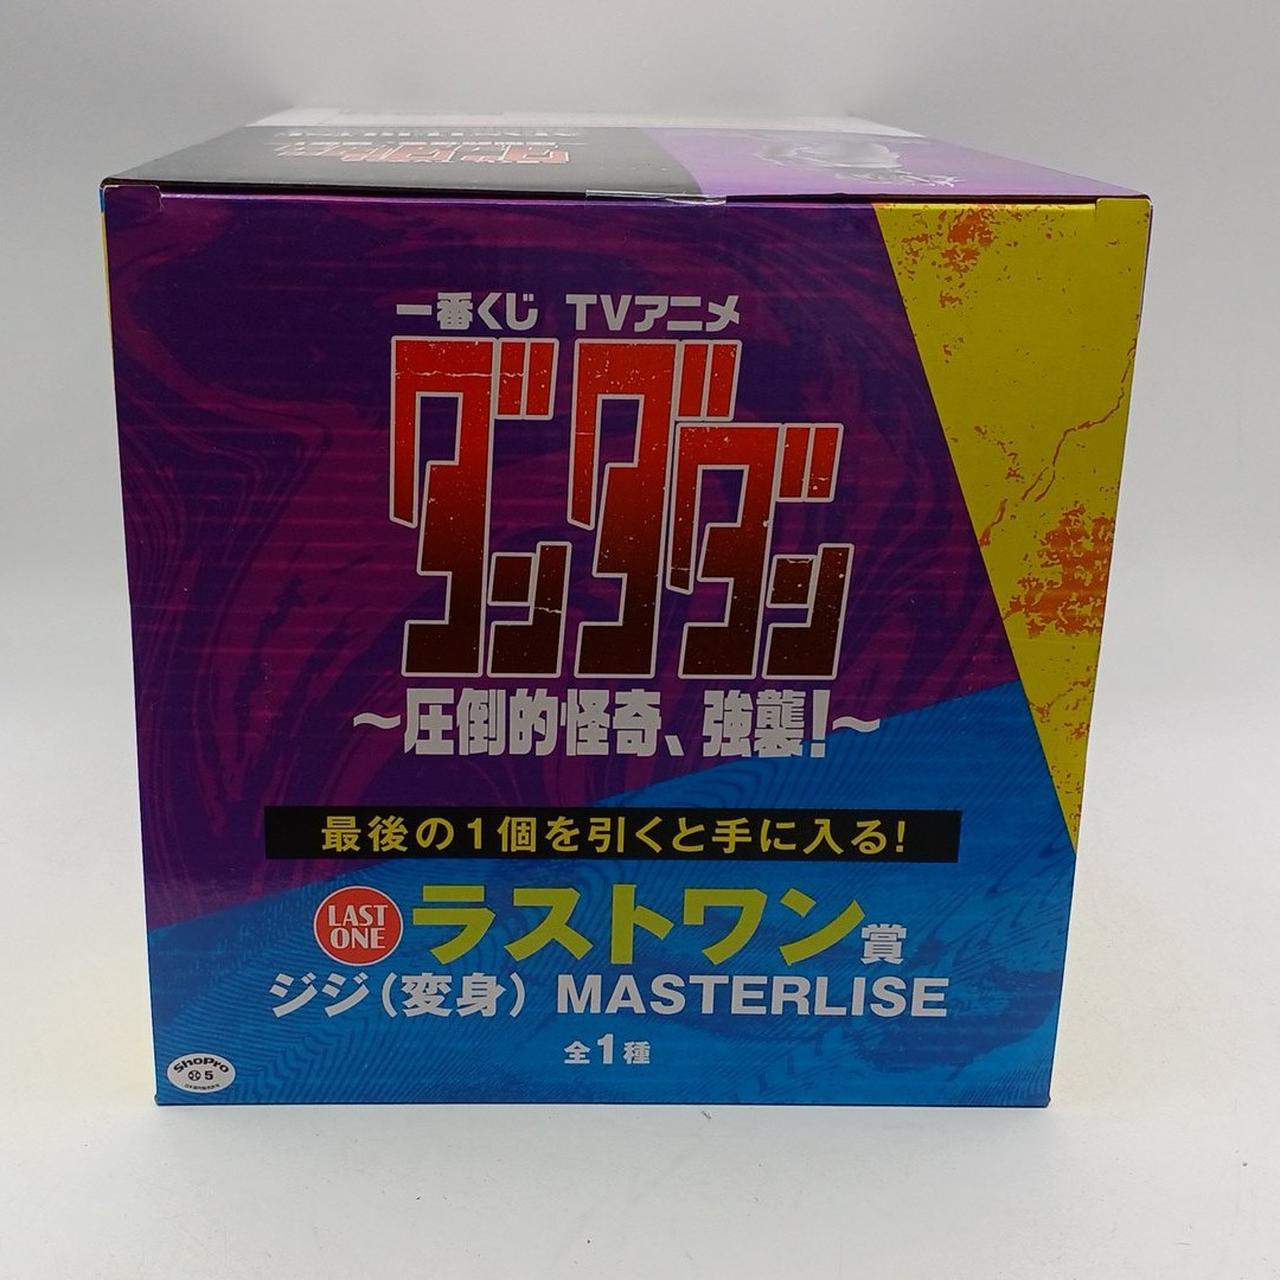 一番くじ TVアニメ
ダンダダン
～圧倒的怪奇、強襲!～
最後の1個を引くと手に入る!
LAST
ONE
ラストワン賞
ジジ(変身) MASTERLISE
全1種
ShoPro
5